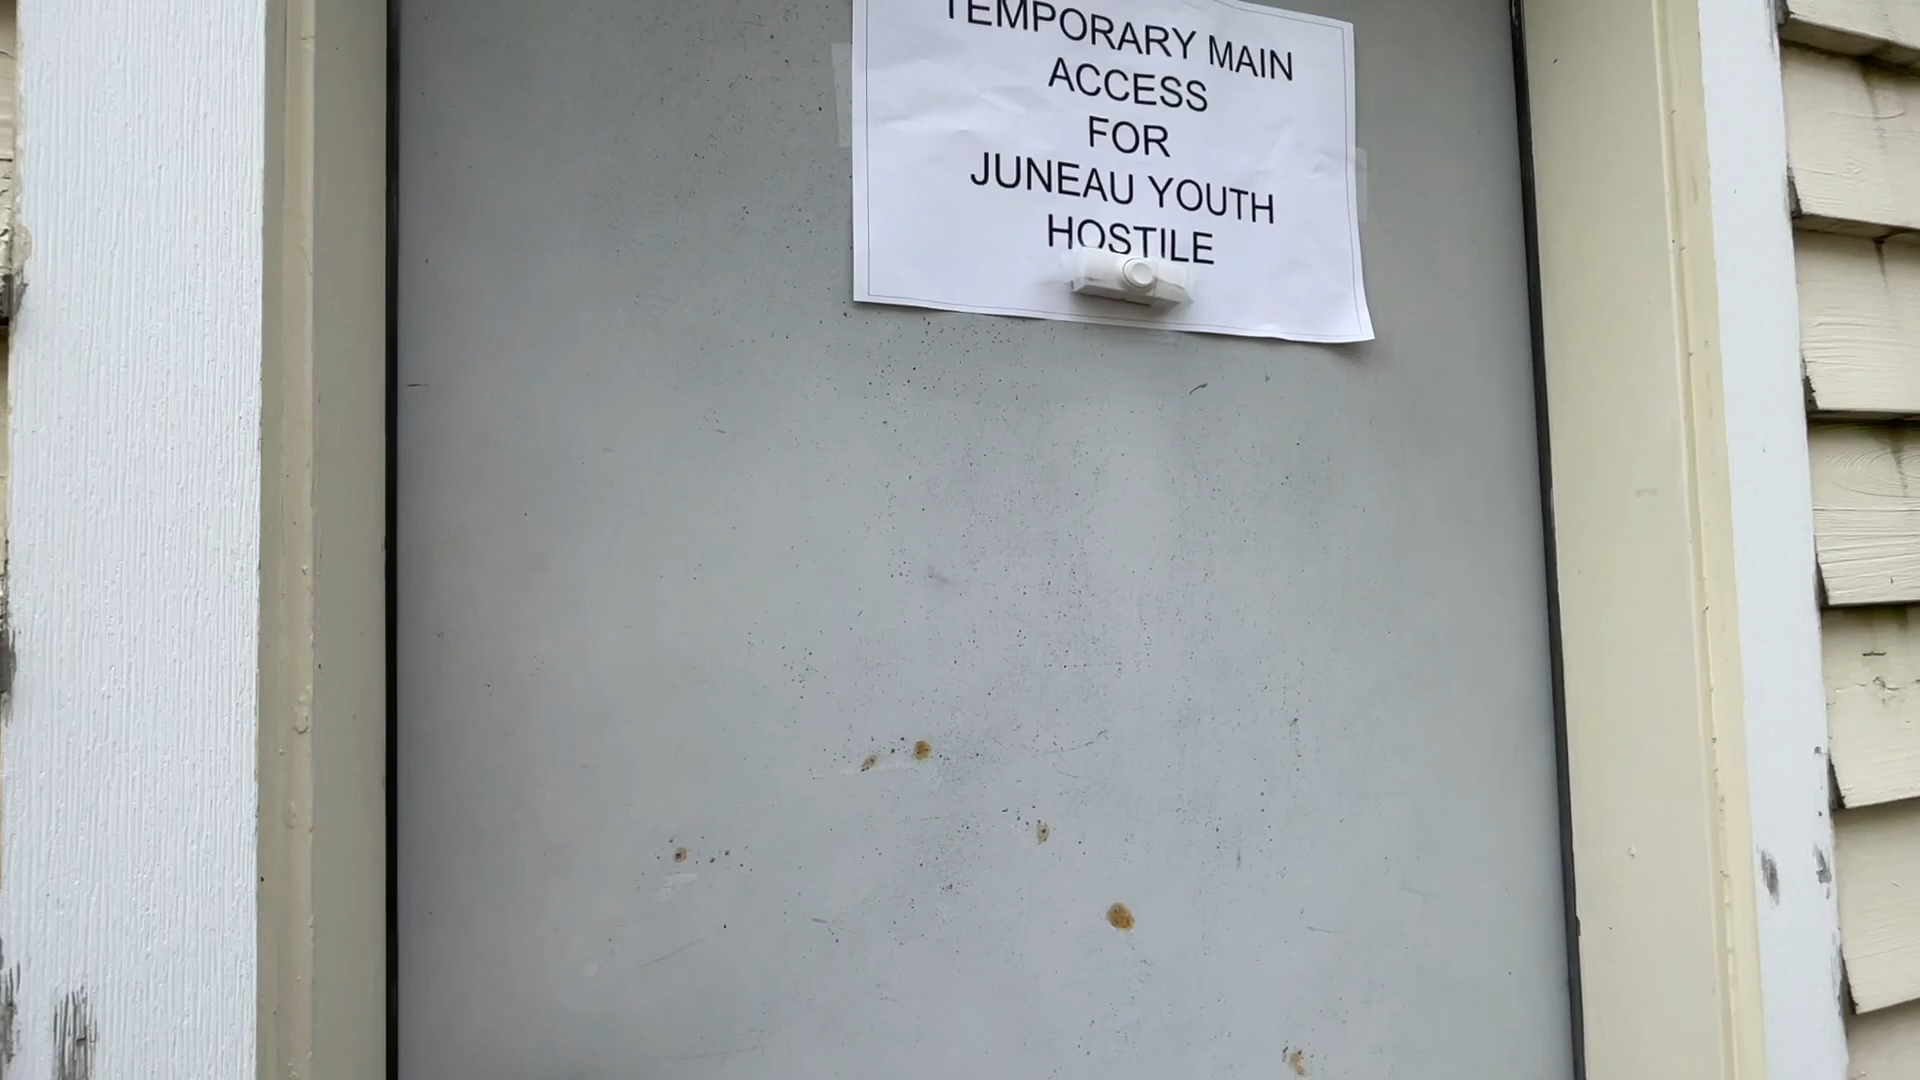 TEMPORARY MAIN
ACCESS
FOR
JUNEAU YOUTH
HOSTILE